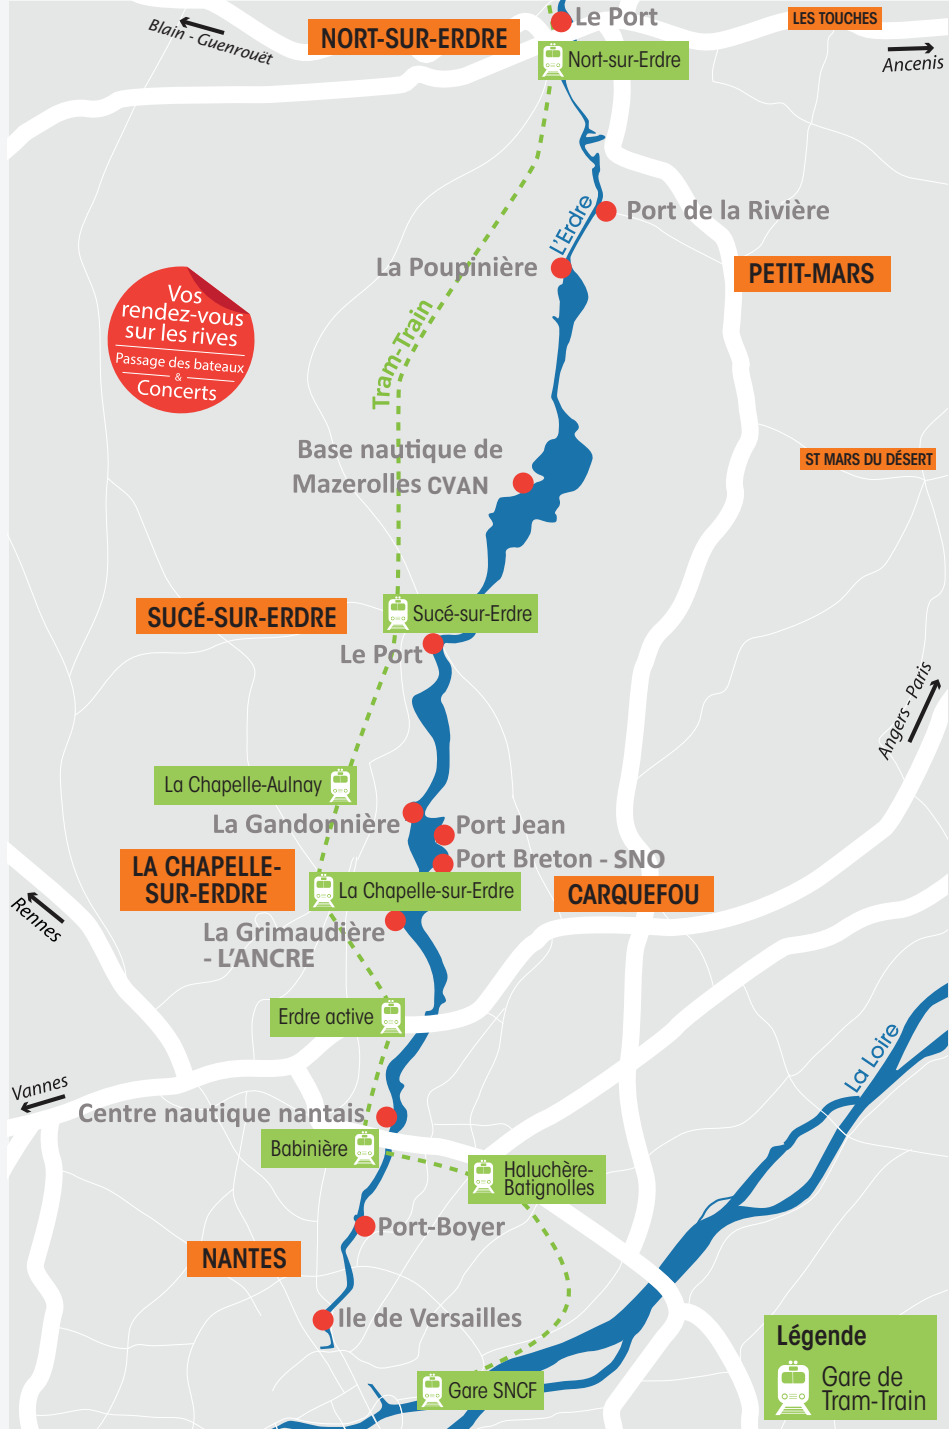 Le Port
LES TOUCHES
Blain - Guenrouët
NORT-SUR-ERDRE
Nort-sur-Erdre
Ancenis
L'Erdre
Port de la Rivière
La Poupinière
PETIT-MARS
Vos
rendez-vous
sur les rives
Passage des bateaux
&
Concerts
Tram-Train
Base nautique de
Mazerolles CVAN
ST MARS DU DÉSERT
SUCÉ-SUR-ERDRE
Sucé-sur-Erdre
Le Port
Angers - Paris
La Chapelle-Aulnay
La Gandonnière
Port Jean
Port Breton - SNO
LA CHAPELLE-
SUR-ERDRE
La Chapelle-sur-Erdre
CARQUEFOU
Rennes
La Grimaudière
- L'ANCRE
Erdre active
La Loire
Vannes
Centre nautique nantais
Babinière
Haluchère-
Batignolles
Port-Boyer
NANTES
Ile de Versailles
Légende
Gare de
Tram-Train
Gare SNCF